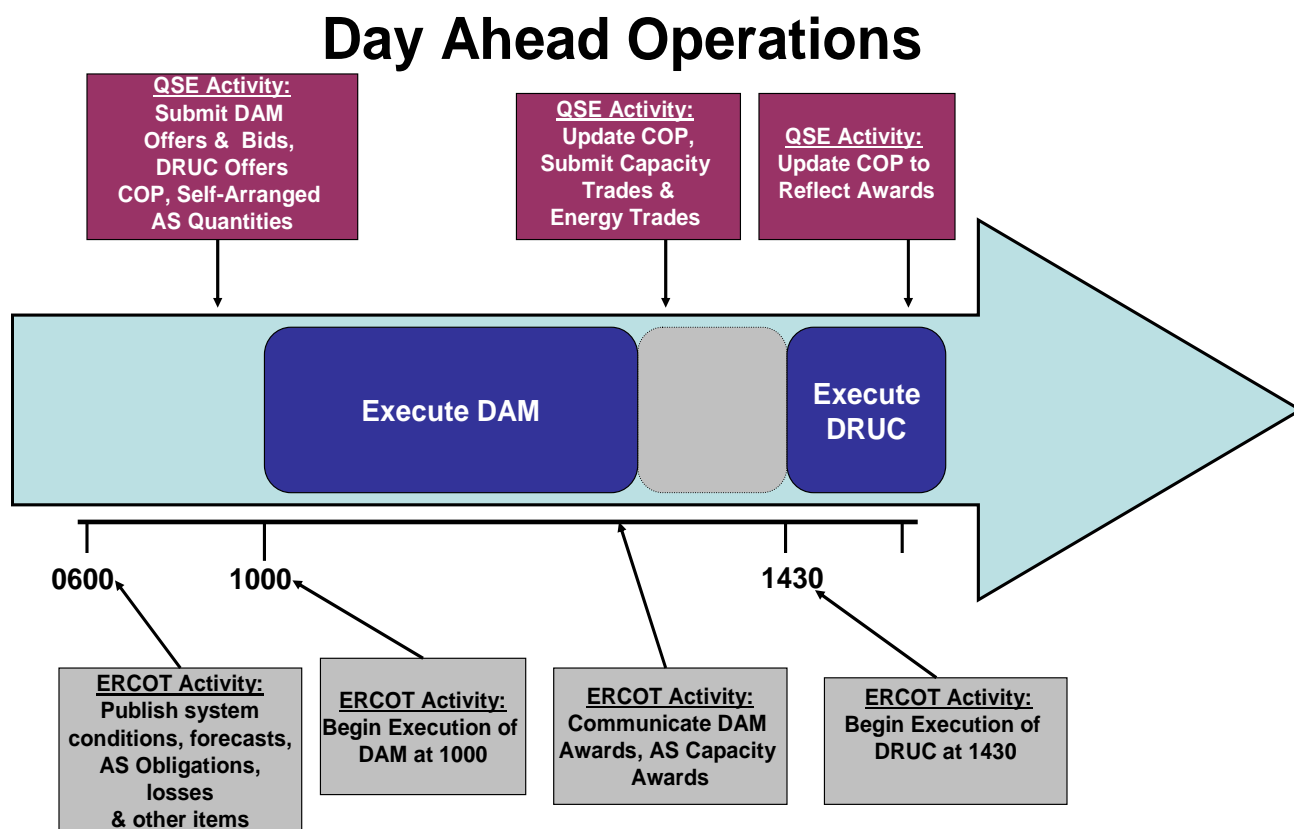 Day Ahead Operations
QSE Activity:
Submit DAM
Offers & Bids,
DRUC Offers
COP, Self-Arranged
AS Quantities
QSE Activity:
Update COP,
Submit Capacity
Trades &
Energy Trades
QSE Activity:
Update COP to
Reflect Awards
Execute DAM
Execute
DRUC
0600
1000
1430
ERCOT Activity:
Publish system
conditions, forecasts,
AS Obligations,
losses
& other items
ERCOT Activity:
Begin Execution of
DAM at 1000
ERCOT Activity:
Communicate DAM
Awards, AS Capacity
Awards
ERCOT Activity:
Begin Execution of
DRUC at 1430